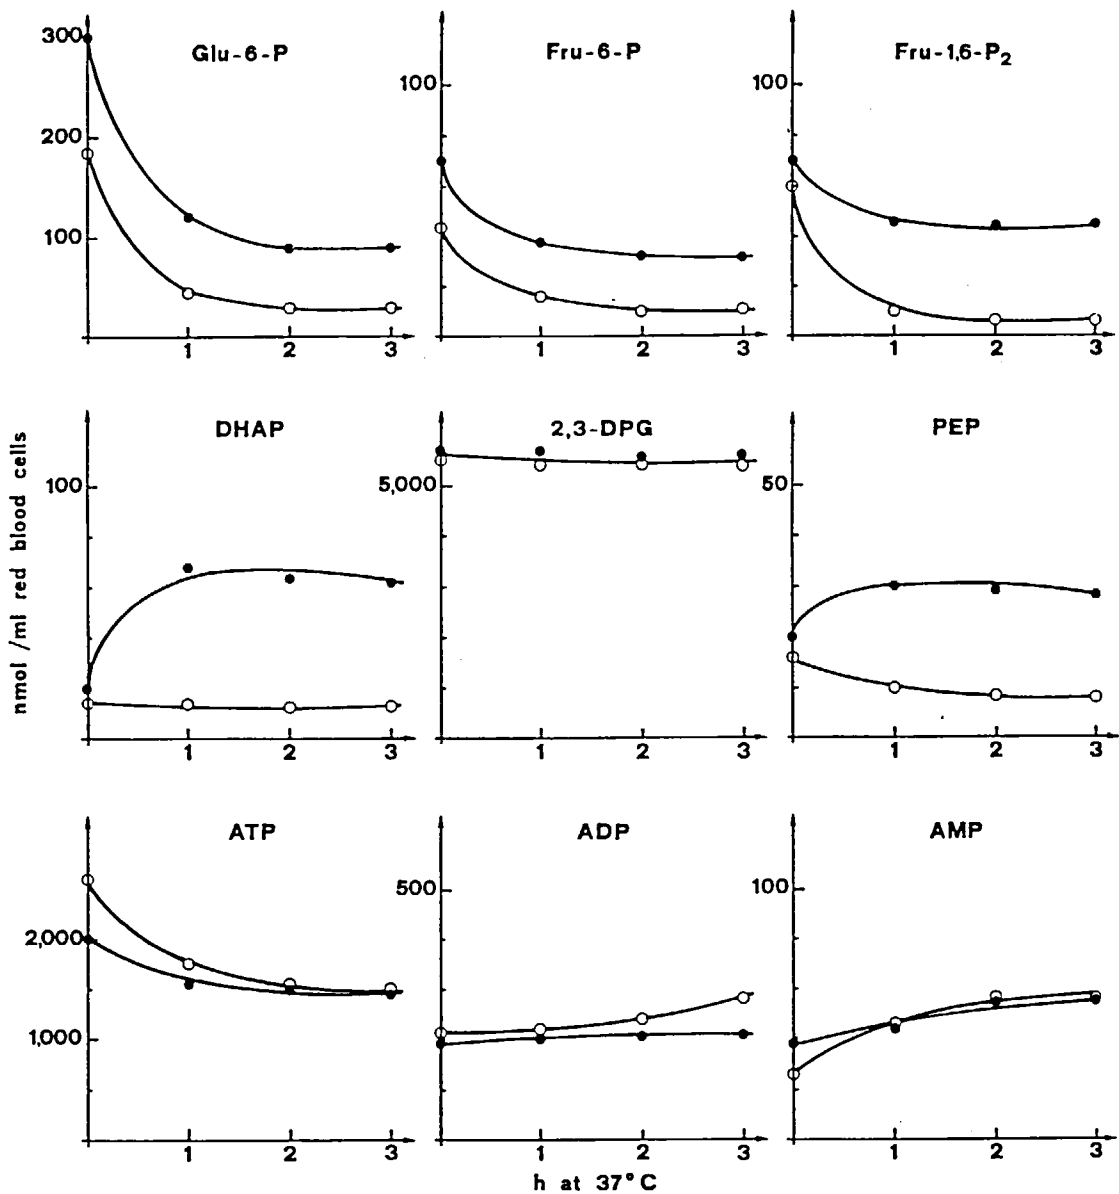 Glu-6-P
300
200
100
1 2 3
Fru-6-P
100
1 2 3
Fru-1,6-P₂
100
1 2 3
DHAP
100
1 2 3
2,3-DPG
5,000
1 2 3
PEP
50
1 2 3
ATP
2,000
1,000
1 2 3
ADP
500
1 2 3
AMP
100
1 2 3
nmol /ml red blood cells
h at 37°C